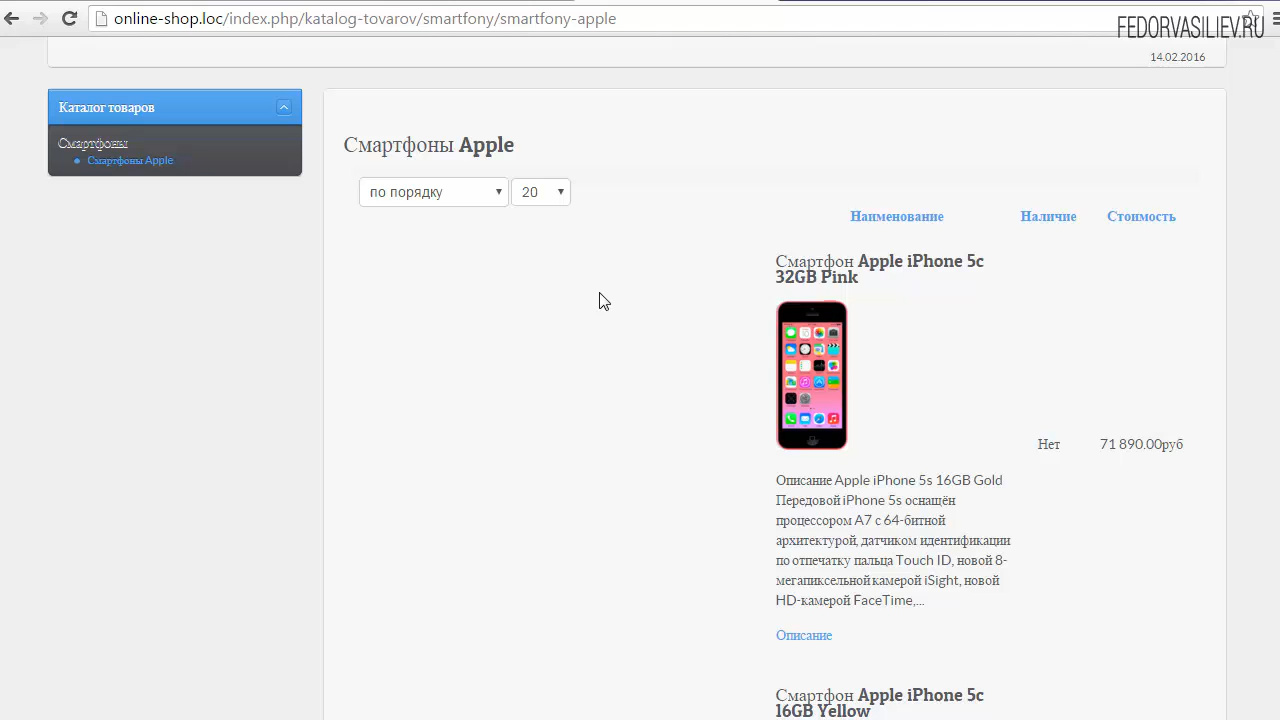 online-shop.loc/index.php/katalog-tovarov/smartfony/smartfony-apple
FEDORVASILIEV.RU
14.02.2016
Каталог товаров
Смартфоны
Смартфоны Apple
Смартфоны Apple
по порядку 20
Наименование Наличие Стоимость
Смартфон Apple iPhone 5c
32GB Pink
Нет 71 890.00руб
Описание Apple iPhone 5s 16GB Gold
Передовой iPhone 5s оснащён
процессором A7 с 64-битной
архитектурой, датчиком идентификации
по отпечатку пальца Touch ID, новой 8-
мегапиксельной камерой iSight, новой
HD-камерой FaceTime,...
Описание
Смартфон Apple iPhone 5c
16GB Yellow